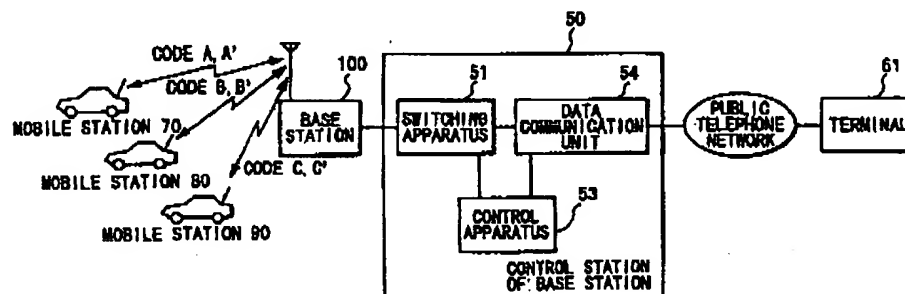 50
CODE A, A'
CODE B, B'
CODE C, C'
100
51
54
61
MOBILE STATION 70
MOBILE STATION 80
MOBILE STATION 90
BASE
STATION
SWITCHING
APPARATUS
DATA
COMMUNICATION
UNIT
PUBLIC
TELEPHONE
NETWORK
TERMINAL
53
CONTROL
APPARATUS
CONTROL STATION
OF BASE STATION